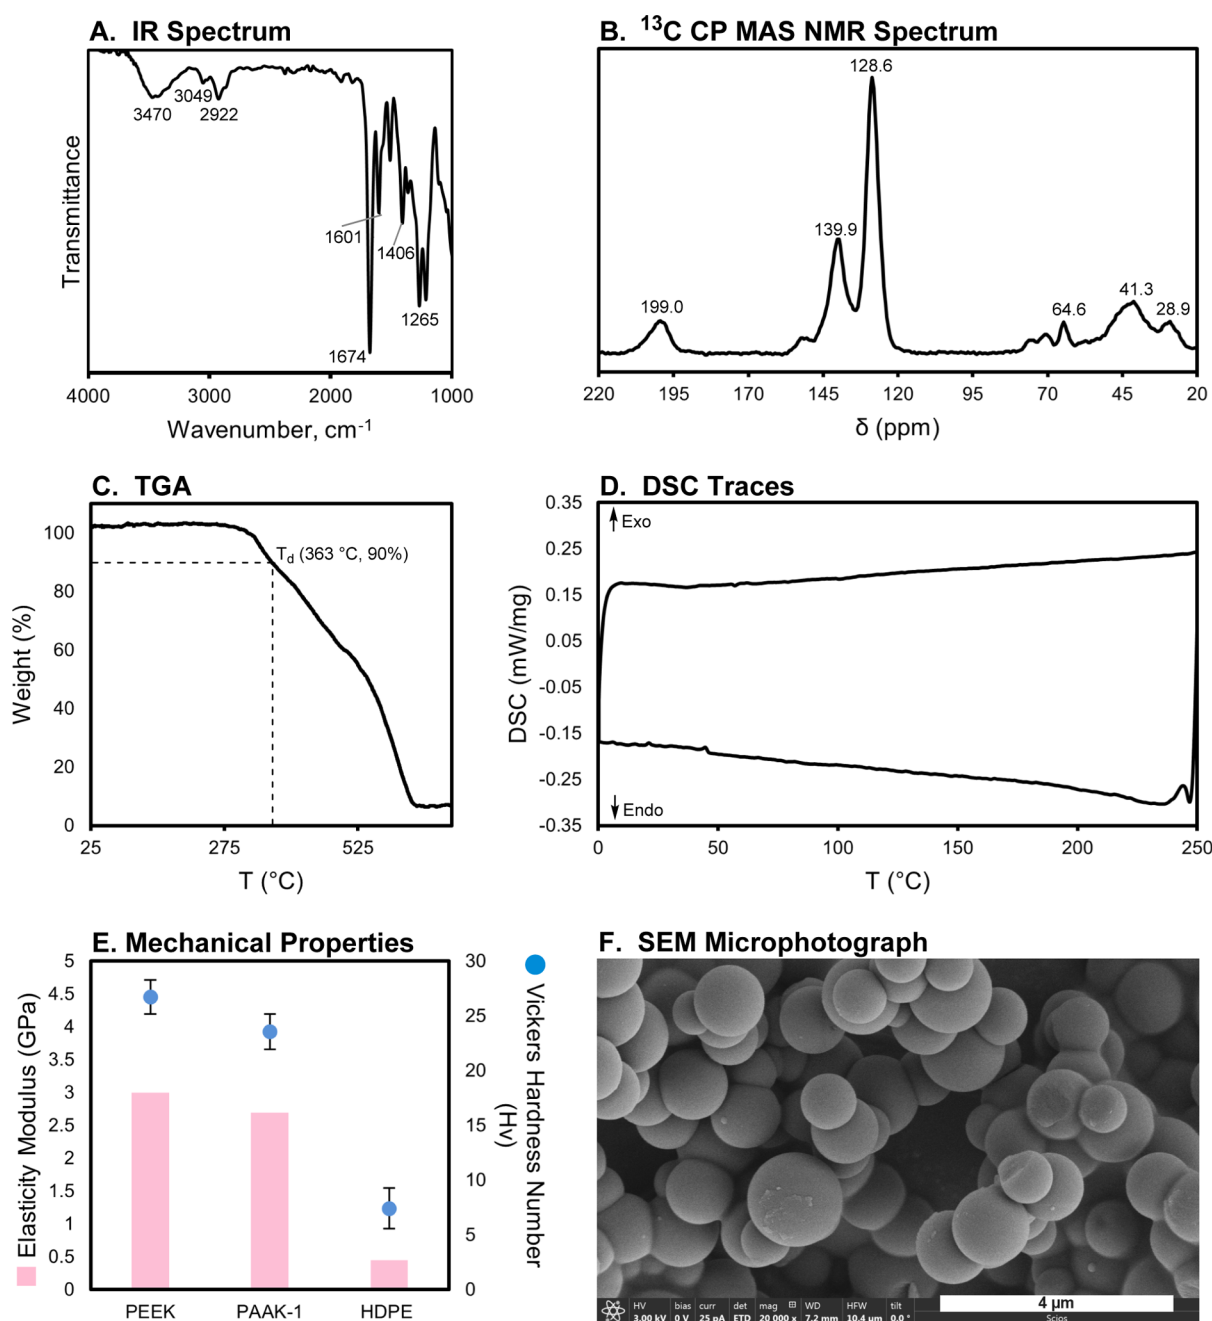 A. IR Spectrum
Transmittance
3470
3049
2922
1601
1406
1265
1674
4000
3000
2000
1000
Wavenumber, cm⁻¹
B. ¹³C CP MAS NMR Spectrum
128.6
139.9
199.0
64.6
41.3
28.9
220
195
170
145
120
95
70
45
20
δ (ppm)
C. TGA
Weight (%)
100
80
60
40
20
0
Td (363 °C, 90%)
25
275
525
T (°C)
D. DSC Traces
DSC (mW/mg)
0.35
0.25
0.15
0.05
-0.05
-0.15
-0.25
-0.35
↑ Exo
↓ Endo
0
50
100
150
200
250
T (°C)
E. Mechanical Properties
Elasticity Modulus (GPa)
5
4.5
4
3.5
3
2.5
2
1.5
1
0.5
0
30
25
20
15
10
5
0
Vickers Hardness Number
(Hv)
PEEK
PAAK-1
HDPE
F. SEM Microphotograph
HV bias curr det mag WD HFW tilt
3.00 kV 0 V 25 pA ETD 20 000 x 7.2 mm 10.4 µm 0.0 °
4 µm
Scios